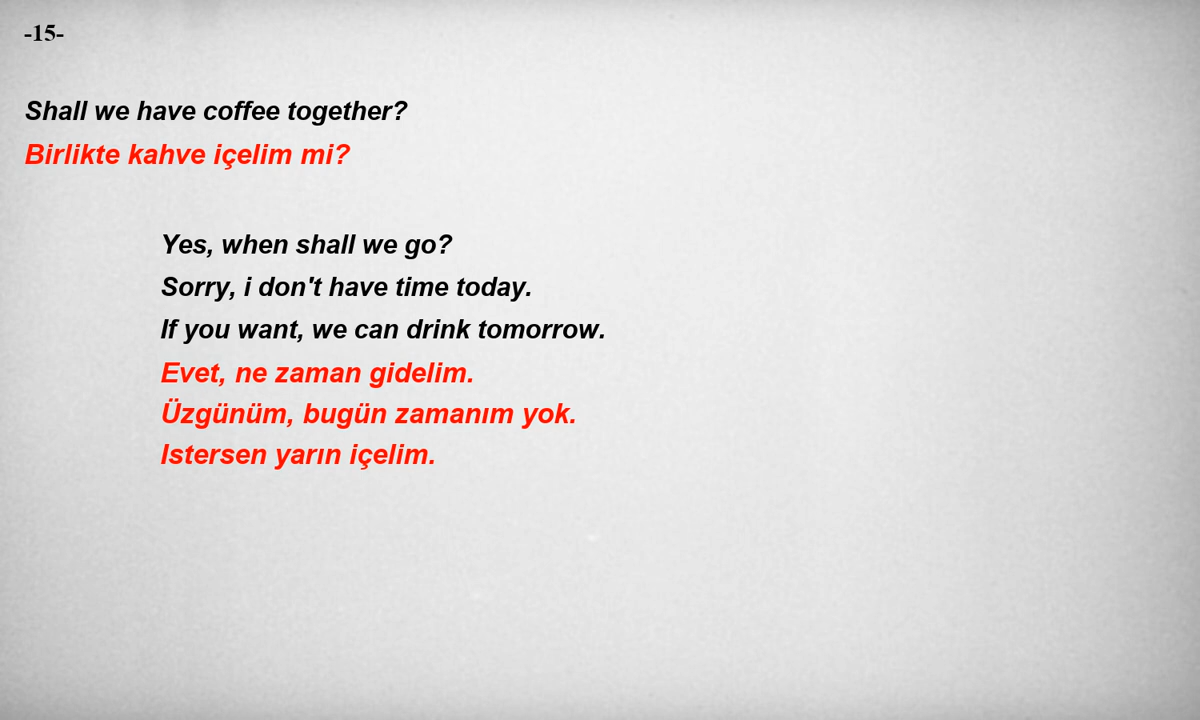 -15-
Shall we have coffee together?
Birlikte kahve içelim mi?
Yes, when shall we go?
Sorry, i don't have time today.
If you want, we can drink tomorrow.
Evet, ne zaman gidelim.
Üzgünüm, bugün zamanım yok.
Istersen yarın içelim.